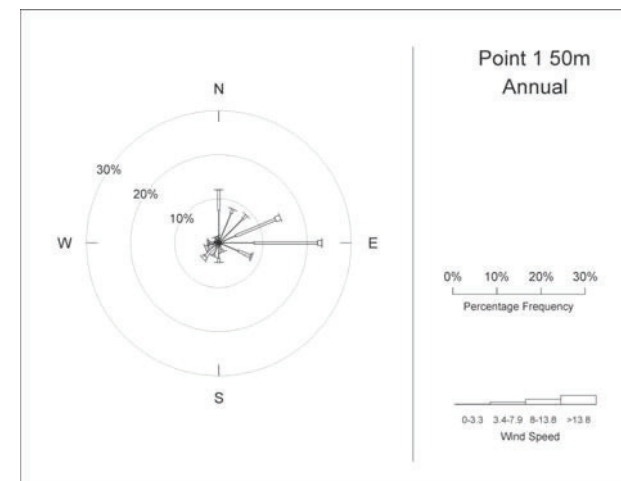 Point 1 50m
Annual
N
30%
20%
10%
W
E
S
0% 10% 20% 30%
Percentage Frequency
0-3.3 3.4-7.9 8-13.8 >13.8
Wind Speed